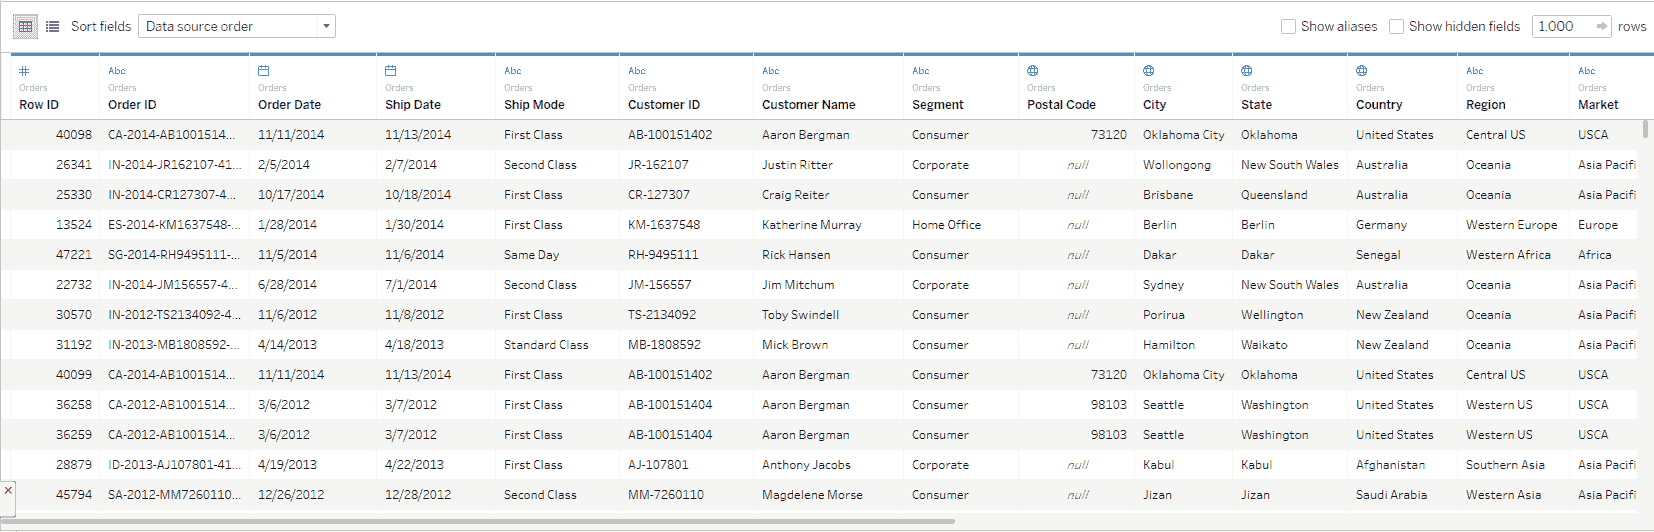 Sort fields Data source order Show aliases Show hidden fields 1,000 rows
# Abc Abc Abc Abc Abc Abc Abc
Orders Orders Orders Orders Orders Orders Orders Orders Orders Orders Orders Orders Orders Orders
Row ID Order ID Order Date Ship Date Ship Mode Customer ID Customer Name Segment Postal Code City State Country Region Market
40098 CA-2014-AB1001514... 11/11/2014 11/13/2014 First Class AB-100151402 Aaron Bergman Consumer 73120 Oklahoma City Oklahoma United States Central US USCA
26341 IN-2014-JR162107-41... 2/5/2014 2/7/2014 Second Class JR-162107 Justin Ritter Corporate null Wollongong New South Wales Australia Oceania Asia Pacifi
25330 IN-2014-CR127307-4... 10/17/2014 10/18/2014 First Class CR-127307 Craig Reiter Consumer null Brisbane Queensland Australia Oceania Asia Pacifi
13524 ES-2014-KM1637548-... 1/28/2014 1/30/2014 First Class KM-1637548 Katherine Murray Home Office null Berlin Berlin Germany Western Europe Europe
47221 SG-2014-RH9495111-... 11/5/2014 11/6/2014 Same Day RH-9495111 Rick Hansen Consumer null Dakar Dakar Senegal Western Africa Africa
22732 IN-2014-JM156557-4... 6/28/2014 7/1/2014 Second Class JM-156557 Jim Mitchum Corporate null Sydney New South Wales Australia Oceania Asia Pacifi
30570 IN-2012-TS2134092-4... 11/6/2012 11/8/2012 First Class TS-2134092 Toby Swindell Consumer null Porirua Wellington New Zealand Oceania Asia Pacifi
31192 IN-2013-MB1808592-... 4/14/2013 4/18/2013 Standard Class MB-1808592 Mick Brown Consumer null Hamilton Waikato New Zealand Oceania Asia Pacifi
40099 CA-2014-AB1001514... 11/11/2014 11/13/2014 First Class AB-100151402 Aaron Bergman Consumer 73120 Oklahoma City Oklahoma United States Central US USCA
36258 CA-2012-AB1001514... 3/6/2012 3/7/2012 First Class AB-100151404 Aaron Bergman Consumer 98103 Seattle Washington United States Western US USCA
36259 CA-2012-AB1001514... 3/6/2012 3/7/2012 First Class AB-100151404 Aaron Bergman Consumer 98103 Seattle Washington United States Western US USCA
28879 ID-2013-AJ107801-41... 4/19/2013 4/22/2013 First Class AJ-107801 Anthony Jacobs Corporate null Kabul Kabul Afghanistan Southern Asia Asia Pacifi
45794 SA-2012-MM7260110... 12/26/2012 12/28/2012 Second Class MM-7260110 Magdelene Morse Consumer null Jizan Jizan Saudi Arabia Western Asia Asia Pacifi